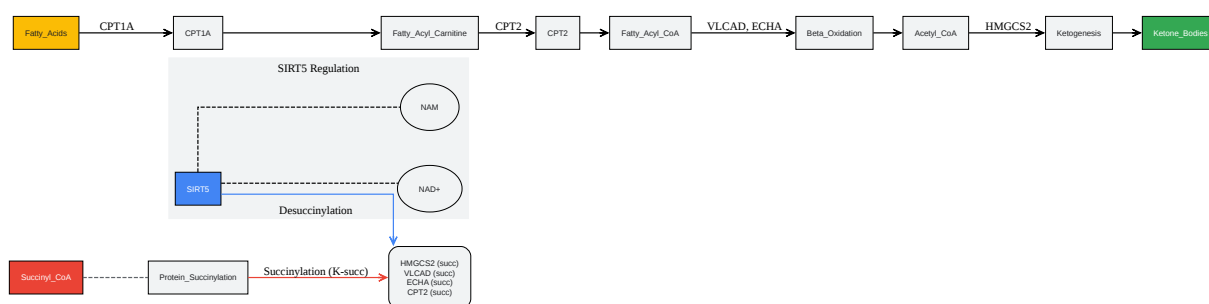 Fatty_Acids
CPT1A
CPT1A
Fatty_Acyl_Carnitine
CPT2
CPT2
Fatty_Acyl_CoA
VLCAD, ECHA
Beta_Oxidation
Acetyl_CoA
HMGCS2
Ketogenesis
Ketone_Bodies
SIRT5 Regulation
NAM
SIRT5
NAD+
Desuccinylation
Succinyl_CoA
Protein_Succinylation
Succinylation (K-succ)
HMGCS2 (succ)
VLCAD (succ)
ECHA (succ)
CPT2 (succ)